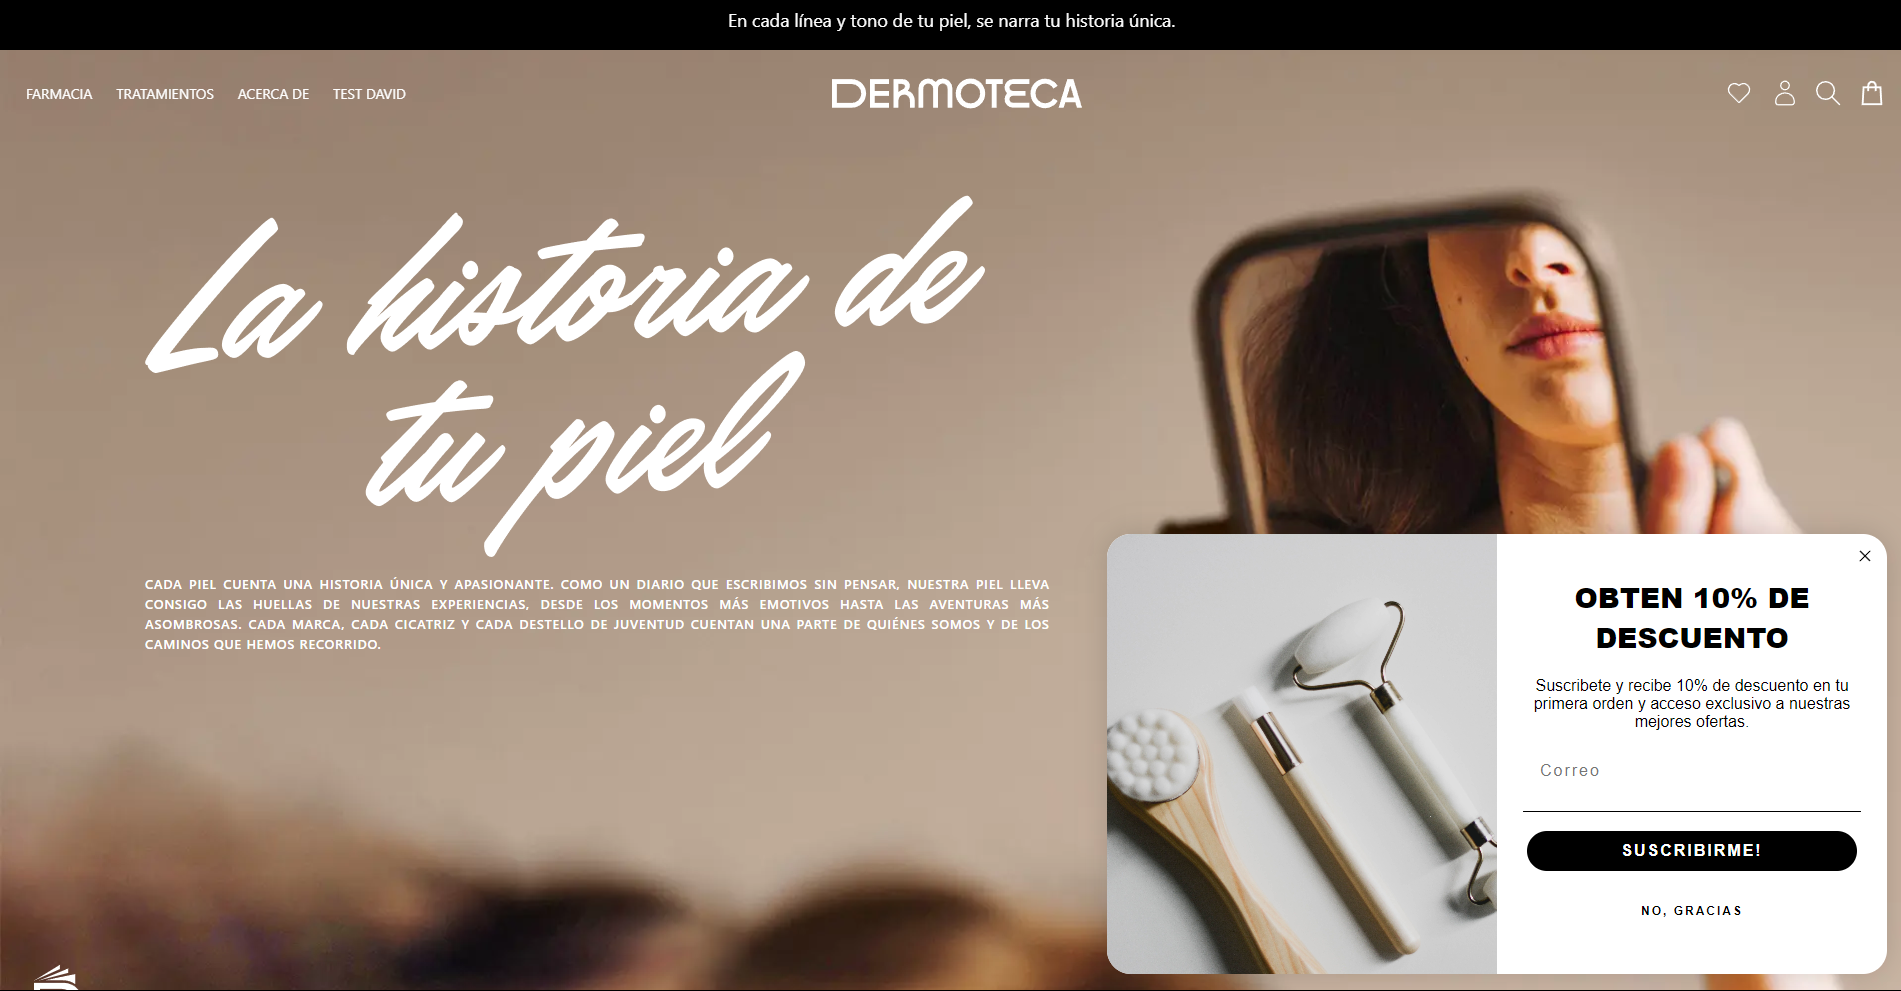 En cada línea y tono de tu piel, se narra tu historia única.
FARMACIA TRATAMIENTOS ACERCA DE TEST DAVID
DERMOTECA
La historia de
tu piel
CADA PIEL CUENTA UNA HISTORIA ÚNICA Y APASIONANTE. COMO UN DIARIO QUE ESCRIBIMOS SIN PENSAR, NUESTRA PIEL LLEVA
CONSIGO LAS HUELLAS DE NUESTRAS EXPERIENCIAS, DESDE LOS MOMENTOS MÁS EMOTIVOS HASTA LAS AVENTURAS MÁS
ASOMBROSAS. CADA MARCA, CADA CICATRIZ Y CADA DESTELLO DE JUVENTUD CUENTAN UNA PARTE DE QUIÉNES SOMOS Y DE LOS
CAMINOS QUE HEMOS RECORRIDO.
OBTEN 10% DE
DESCUENTO
Suscribete y recibe 10% de descuento en tu
primera orden y acceso exclusivo a nuestras
mejores ofertas.
Correo
SUSCRIBIRME!
NO, GRACIAS